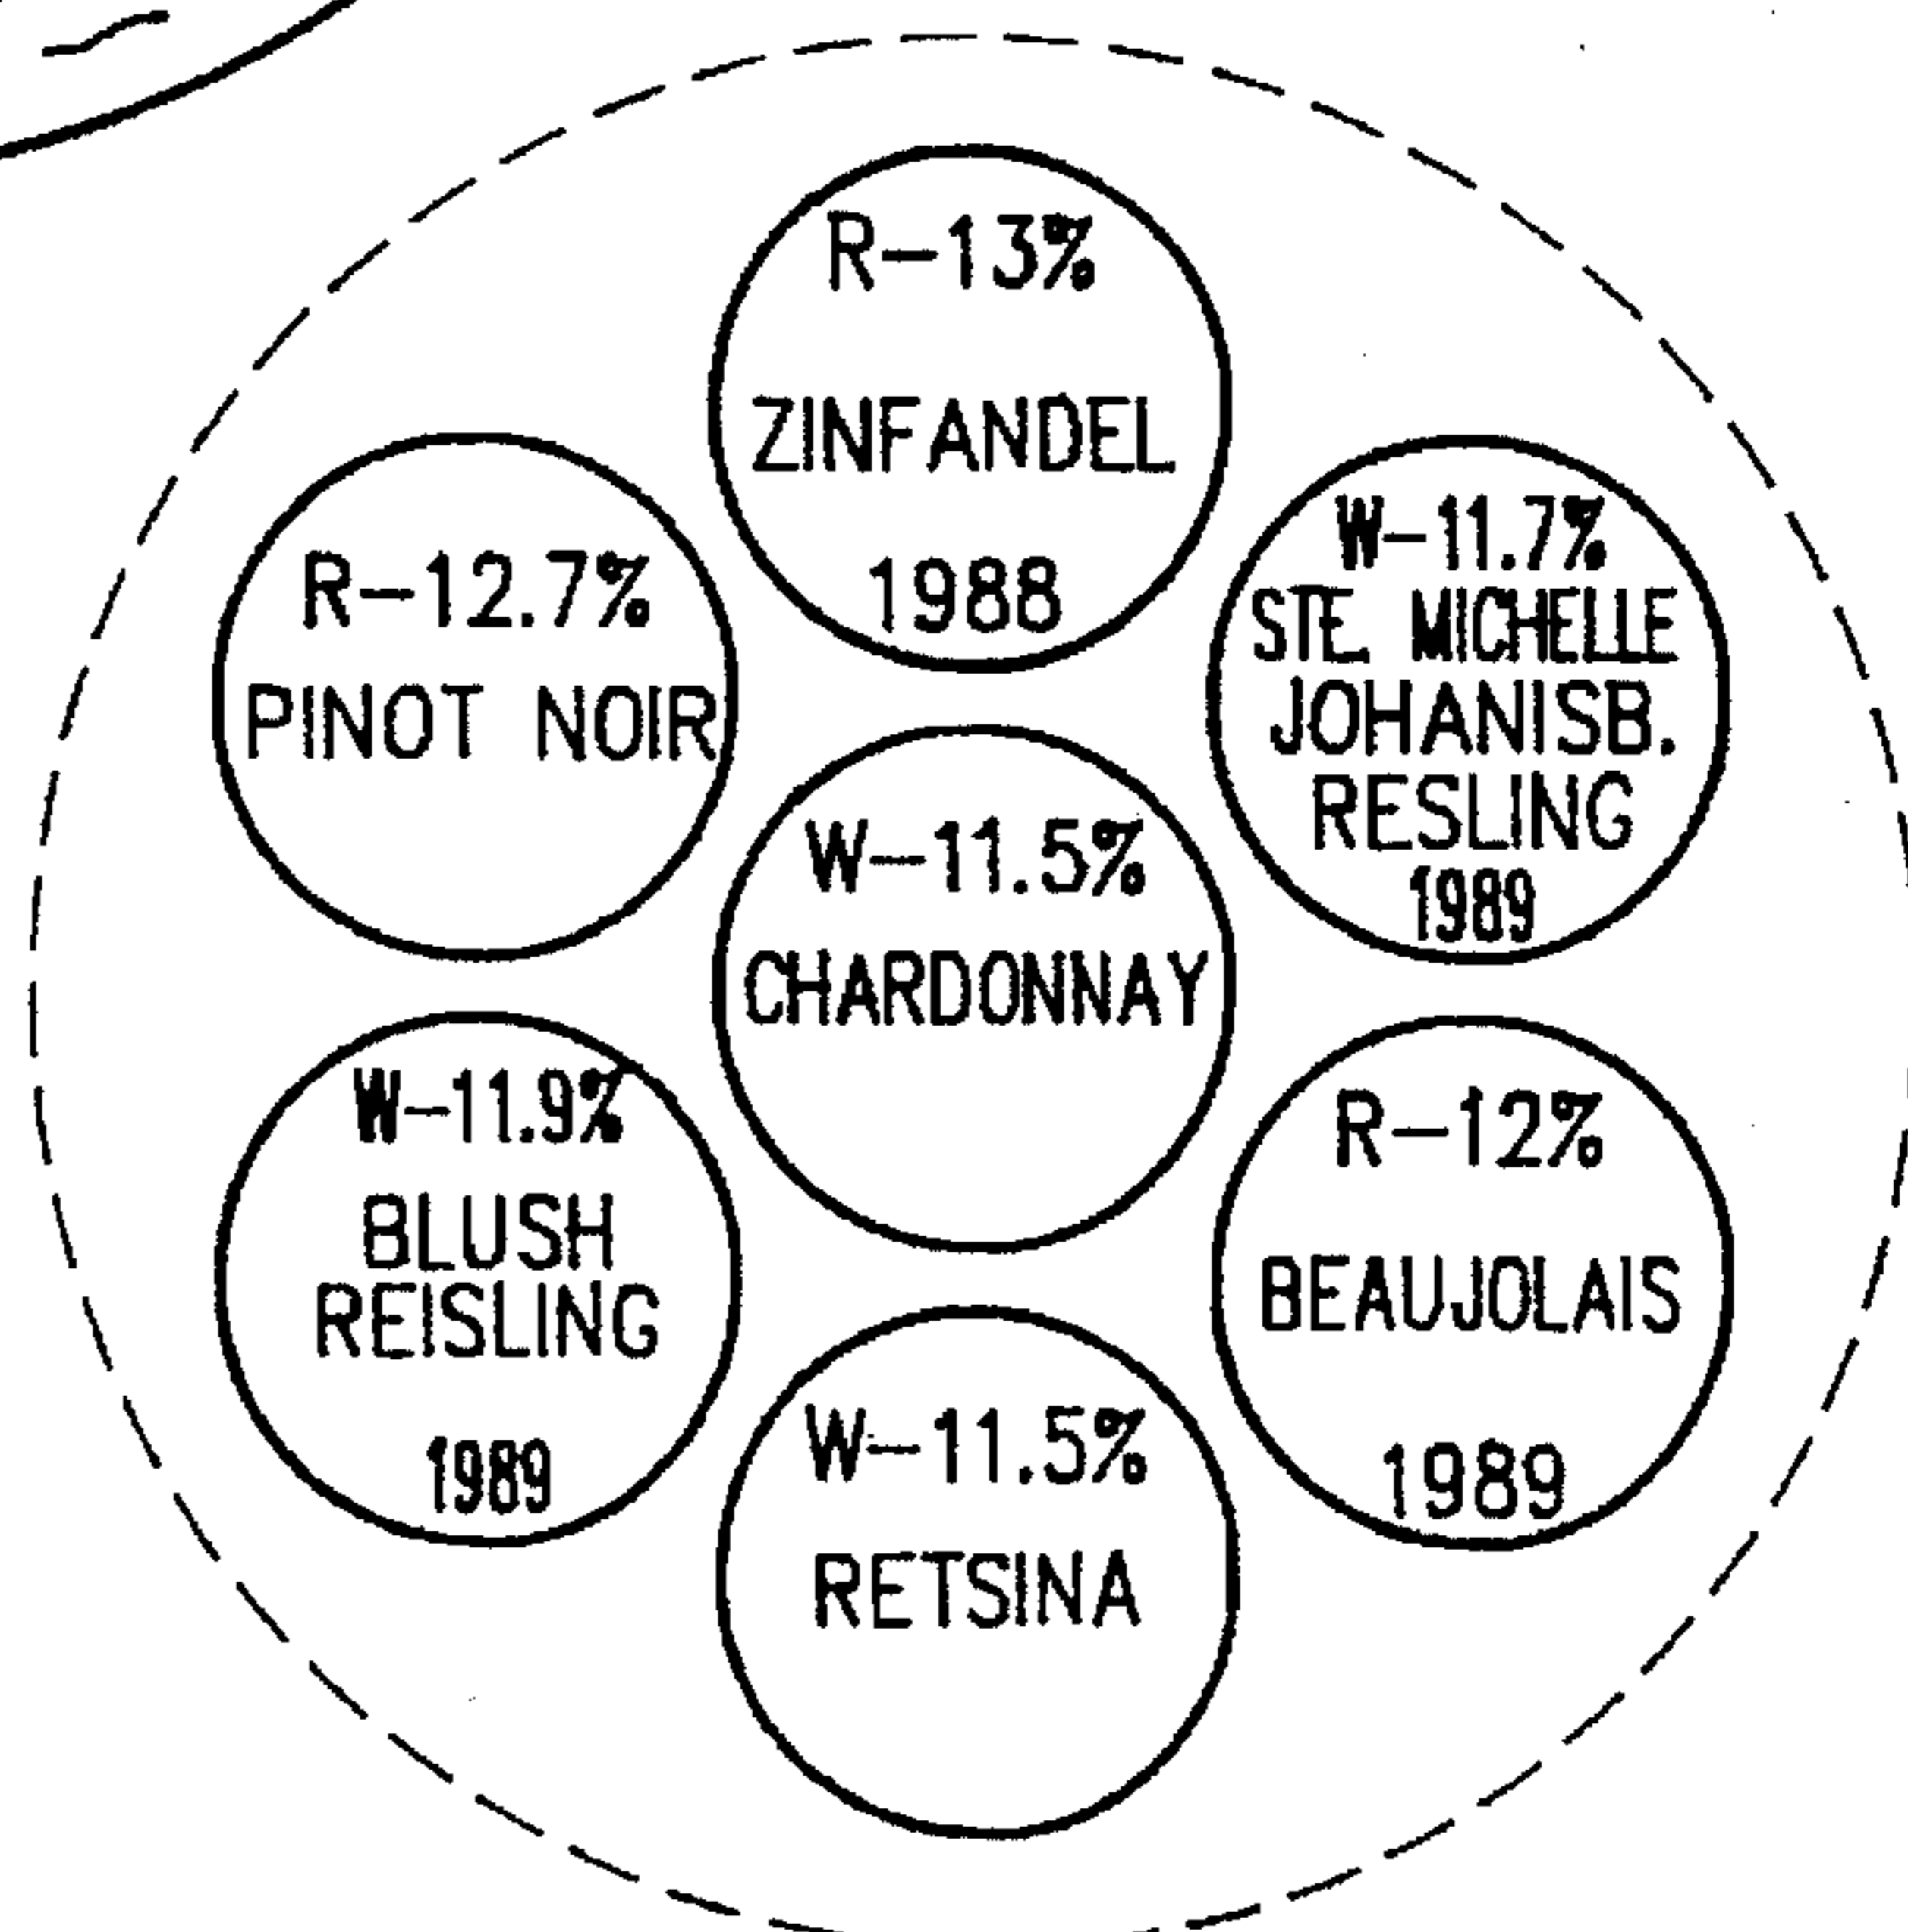 R-13%
ZINFANDEL
1988
R-12.7%
PINOT NOIR
W-11.7%
STE. MICHELLE
JOHANISB.
RESLING
1989
W-11.5%
CHARDONNAY
W-11.9%
BLUSH
REISLING
1989
R-12%
BEAUJOLAIS
1989
W-11.5%
RETSINA